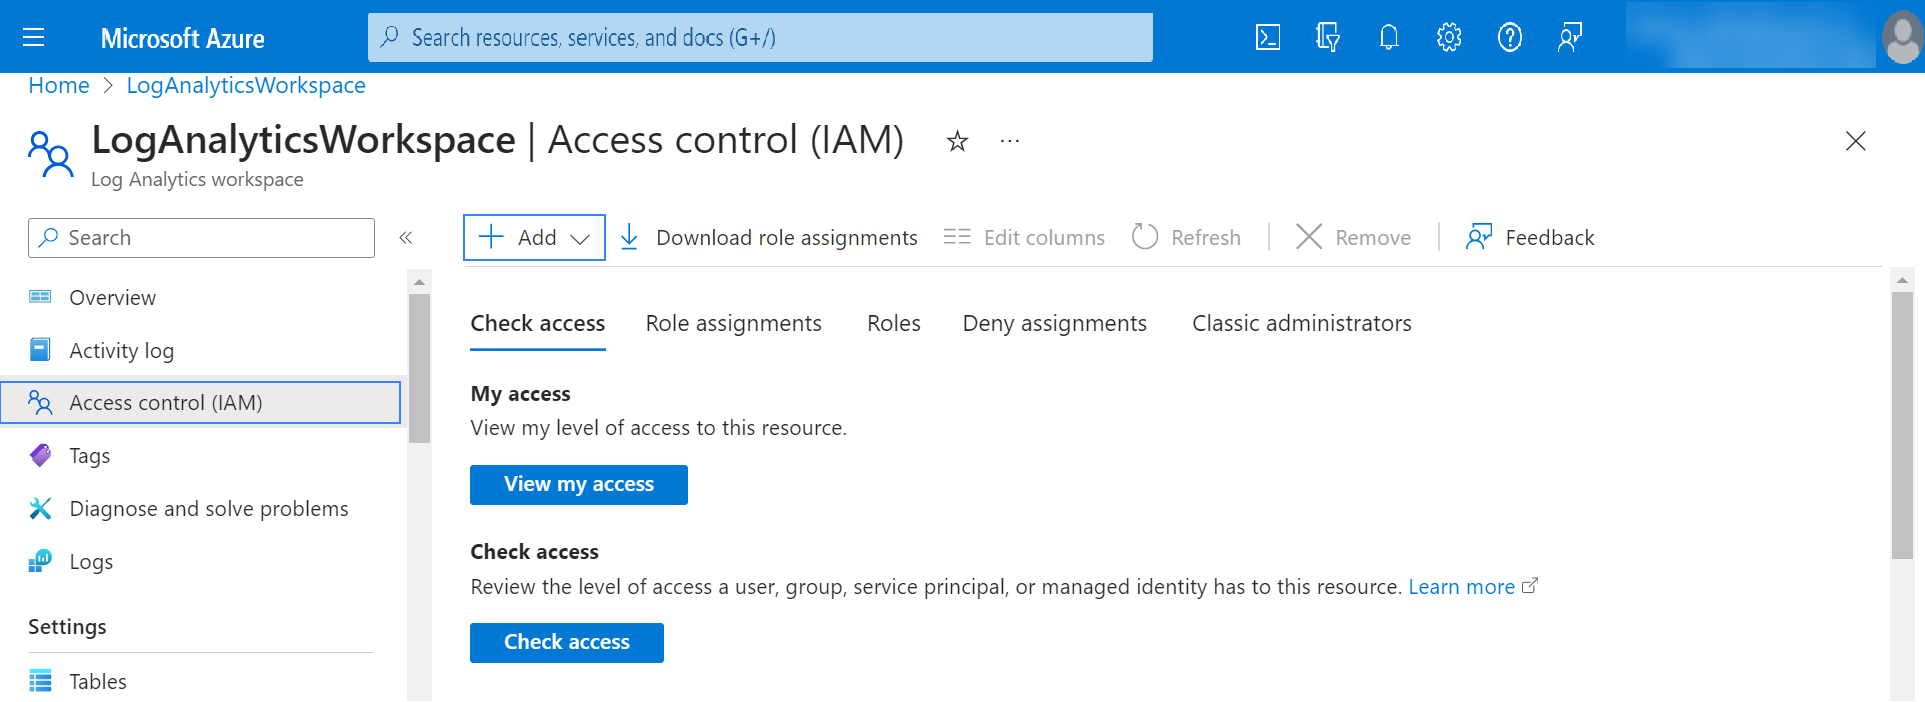 Microsoft Azure
Search resources, services, and docs (G+/)
Home > LogAnalyticsWorkspace
LogAnalyticsWorkspace | Access control (IAM)
Log Analytics workspace
Search
Overview
Activity log
Access control (IAM)
Tags
Diagnose and solve problems
Logs
Settings
Tables
Add
Download role assignments
Edit columns
Refresh
Remove
Feedback
Check access
Role assignments
Roles
Deny assignments
Classic administrators
My access
View my level of access to this resource.
View my access
Check access
Review the level of access a user, group, service principal, or managed identity has to this resource. Learn more
Check access